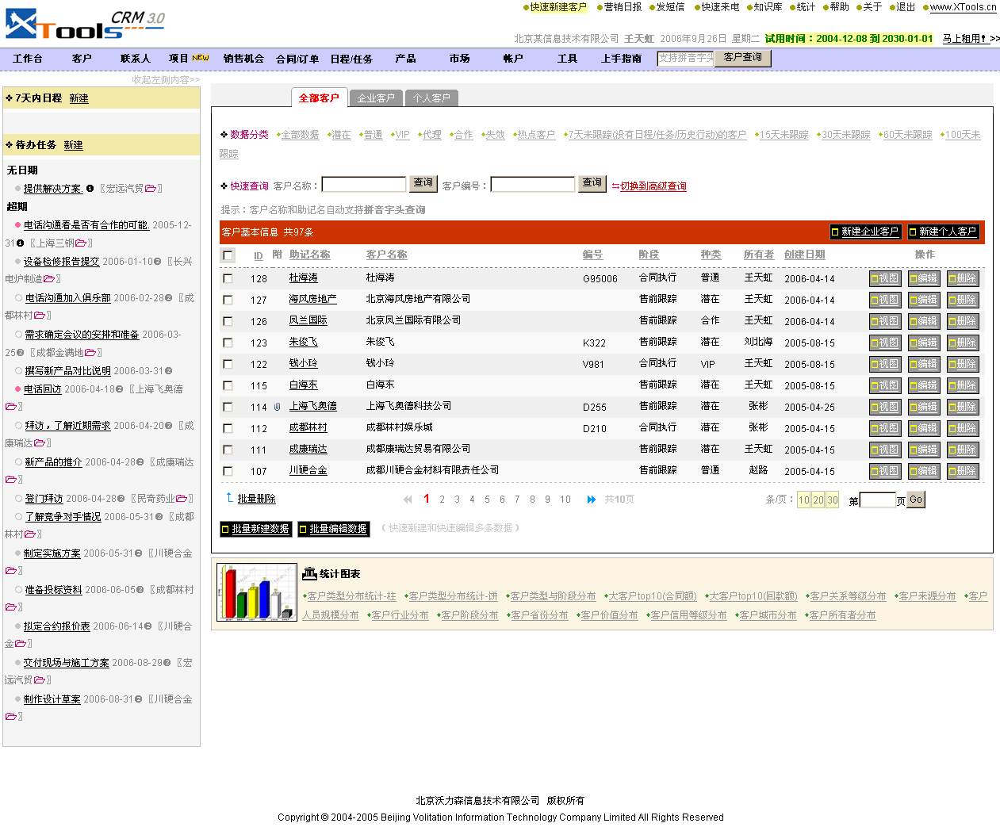 XTools CRM 3.0
快速新建客户 营销日报 发短信 快速来电 知识库 统计 帮助 关于 退出 www.XTools.cn
北京某信息技术有限公司 王天虹 2006年9月26日 星期二 试用时间：2004-12-08 到 2030-01-01 马上租用！>>
工作台 客户 联系人 项目 NEW 销售机会 合同/订单 日程/任务 产品 市场 帐户 工具 上手指南 支持拼音字头 客户查询
收起左侧内容>>
7天内日程 新建
待办任务 新建
无日期
提供解决方案. ❶〖宏远汽贸〗
超期
电话沟通看是否有合作的可能. 2005-12-
31❶〖上海三钢〗
设备检修报告提交 2006-01-10❷〖长兴
电炉制造〗
电话沟通加入俱乐部 2006-02-28❷〖成
都林村〗
需求确定会议的安排和准备 2006-03-
25❷〖成都金满地〗
撰写新产品对比说明 2006-03-31❷
电话回访 2006-04-18❷〖上海飞奥德
〗
拜访，了解近期需求 2006-04-20❷〖成
康瑞达〗
新产品的推介 2006-04-28❷〖成康瑞达
〗
登门拜访 2006-04-28❷〖民奇药业〗
了解竞争对手情况 2006-05-31❷〖成都
林村〗
制定实施方案 2006-05-31❷〖川硬合金
〗
准备投标资料 2006-06-05❷〖成都林村
〗
拟定合约报价表 2006-06-14❷〖川硬合
金〗
交付现场与施工方案 2006-08-29❷〖宏
远汽贸〗
制作设计草案 2006-08-31❷〖川硬合金
〗
全部客户 企业客户 个人客户
数据分类 全部数据 潜在 普通 VIP 代理 合作 失效 热点客户 7天未跟踪(没有日程/任务/历史行动)的客户 15天未跟踪 30天未跟踪 60天未跟踪 100天未
跟踪
快速查询 客户名称： 查询 客户编号： 查询 ⇆切换到高级查询
提示：客户名称和助记名自动支持拼音字头查询
客户基本信息 共97条 新建企业客户 新建个人客户
ID 附 助记名称 客户名称 编号 阶段 种类 所有者 创建日期 操作
128 杜海涛 杜海涛 G95006 合同执行 普通 王天虹 2006-04-14 视图 编辑 删除
127 海风房地产 北京海风房地产有限公司 售前跟踪 潜在 王天虹 2006-04-14 视图 编辑 删除
126 凤兰国际 北京凤兰国际有限公司 售前跟踪 合作 王天虹 2006-04-14 视图 编辑 删除
123 朱俊飞 朱俊飞 K322 售前跟踪 潜在 刘北海 2005-08-15 视图 编辑 删除
122 钱小玲 钱小玲 V981 合同执行 VIP 王天虹 2005-08-15 视图 编辑 删除
115 白海东 白海东 售前跟踪 潜在 王天虹 2005-08-15 视图 编辑 删除
114 上海飞奥德 上海飞奥德科技公司 D255 售前跟踪 潜在 张彬 2005-04-25 视图 编辑 删除
112 成都林村 成都林村娱乐城 D210 合同执行 潜在 张彬 2005-04-15 视图 编辑 删除
111 成康瑞达 成都康瑞达贸易有限公司 售前跟踪 潜在 王天虹 2005-04-15 视图 编辑 删除
107 川硬合金 成都川硬合金材料有限责任公司 售前跟踪 普通 赵路 2005-04-15 视图 编辑 删除
批量删除 1 2 3 4 5 6 7 8 9 10 共10页 条/页： 10 20 30 第 页 Go
批量新建数据 批量编辑数据 （快速新建和快速编辑多条数据）
统计图表
客户类型分布统计-柱 客户类型分布统计-饼 客户类型与阶段分布 大客户top10(合同额) 大客户top10(回款额) 客户关系等级分布 客户来源分布 客户
人员规模分布 客户行业分布 客户阶段分布 客户省份分布 客户价值分布 客户信用等级分布 客户城市分布 客户所有者分布
北京沃力森信息技术有限公司 版权所有
Copyright © 2004-2005 Beijing Volitation Information Technology Company Limited All Rights Reserved